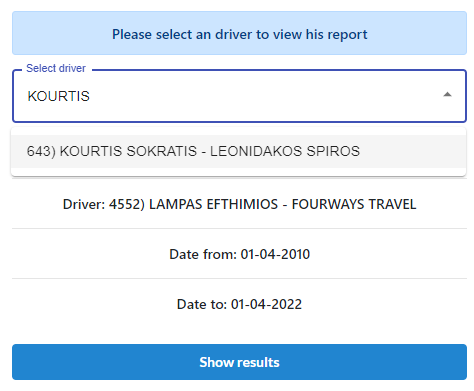 Please select an driver to view his report
Select driver
KOURTIS
643) KOURTIS SOKRATIS - LEONIDAKOS SPIROS
Driver: 4552) LAMPAS EFTHIMIOS - FOURWAYS TRAVEL
Date from: 01-04-2010
Date to: 01-04-2022
Show results